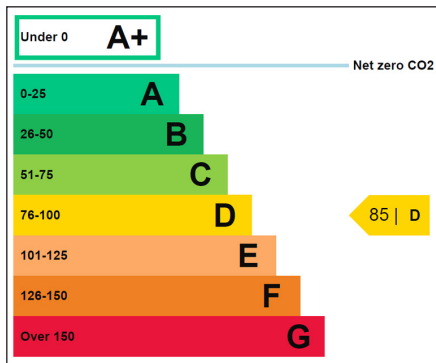 Under 0 A+
Net zero CO2
0-25 A
26-50 B
51-75 C
76-100 D 85 | D
101-125 E
126-150 F
Over 150 G